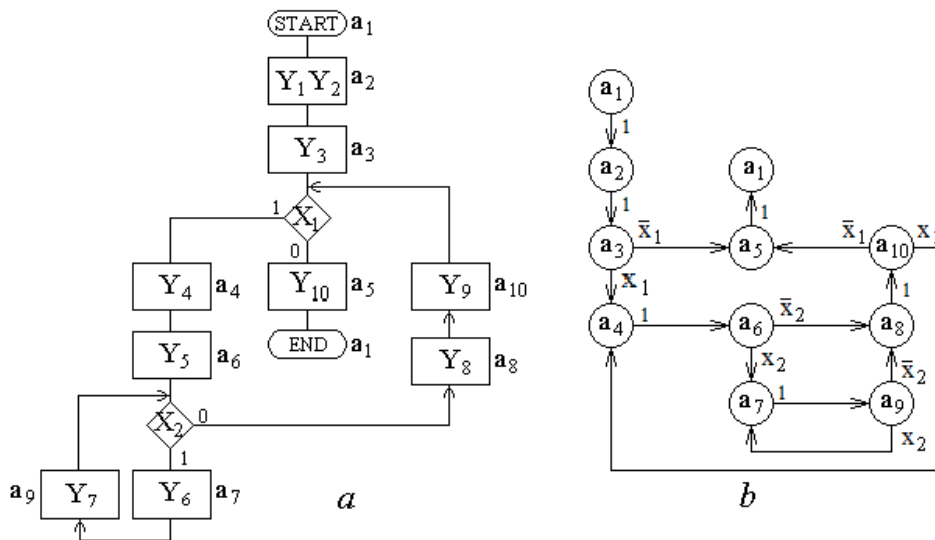 START a₁
Y₁ Y₂ a₂
Y₃ a₃
1 X₁
0
Y₄ a₄
Y₁₀ a₅
Y₉ a₁₀
Y₅ a₆
END a₁
Y₈ a₈
X₂ 0
1
a₉ Y₇
Y₆ a₇
a
a₁
1
a₂
a₁
1
1
a₃ x̅₁ a₅ x̅₁ a₁₀ x₁
x₁
1
a₄ 1 a₆ x̅₂ a₈
x₂
x̅₂
a₇ 1 a₉
x₂
b